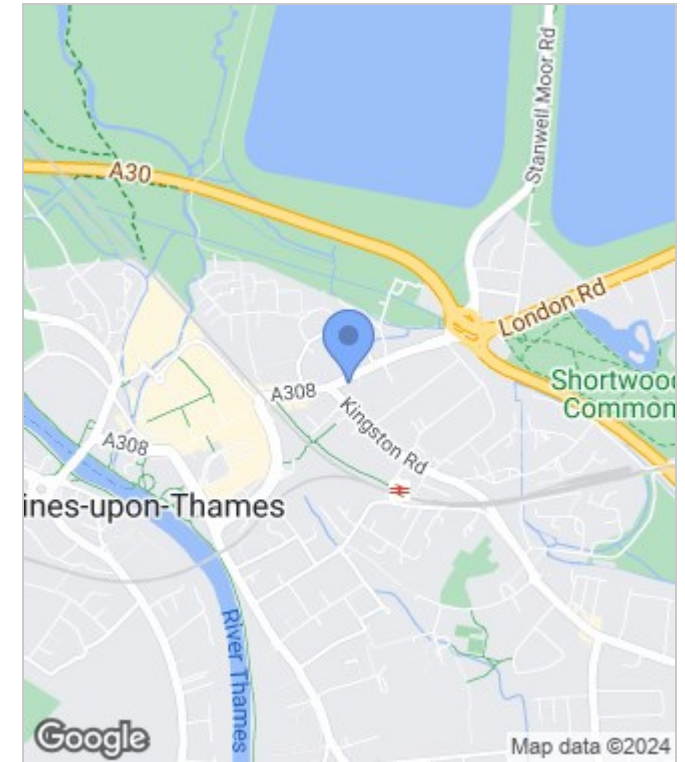 Stanwell Moor Rd
A30
London Rd
Shortwood
Common
A308
Kingston Rd
A308
ines-upon-Thames
River Thames
Google
Map data ©2024